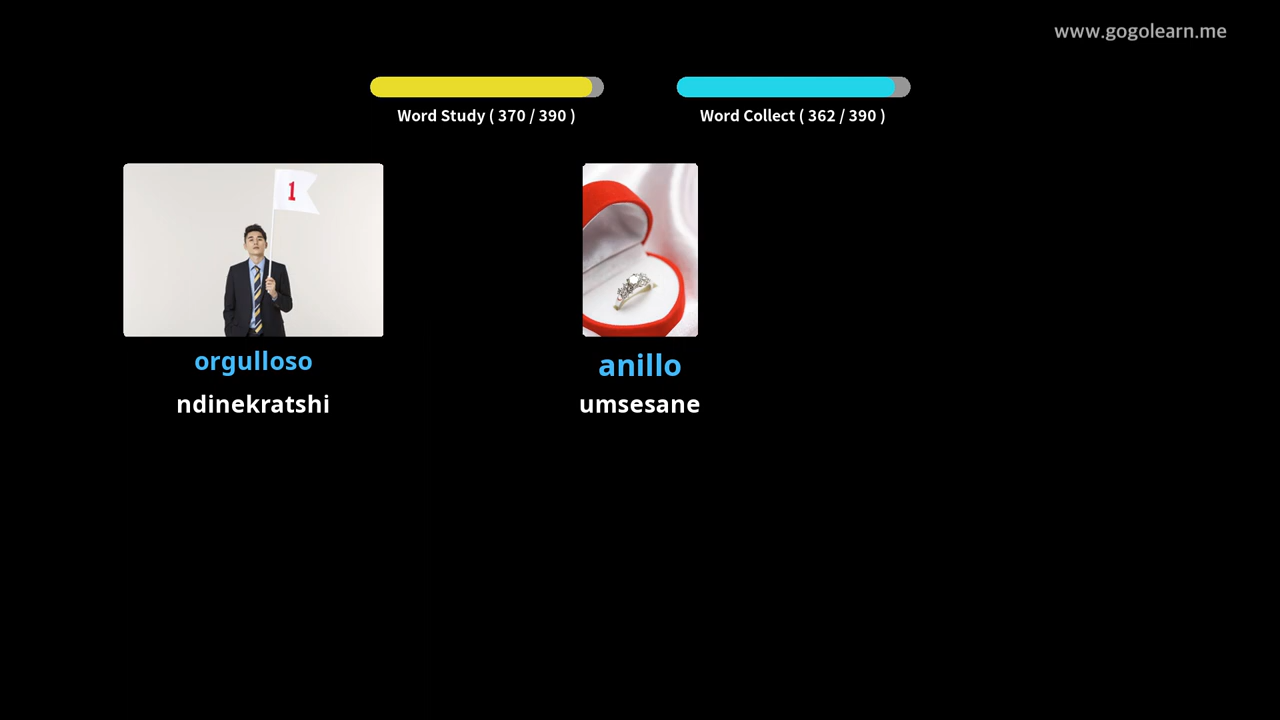 www.gogolearn.me
Word Study ( 370 / 390 )
Word Collect ( 362 / 390 )
1
orgulloso
ndinekratshi
anillo
umsesane